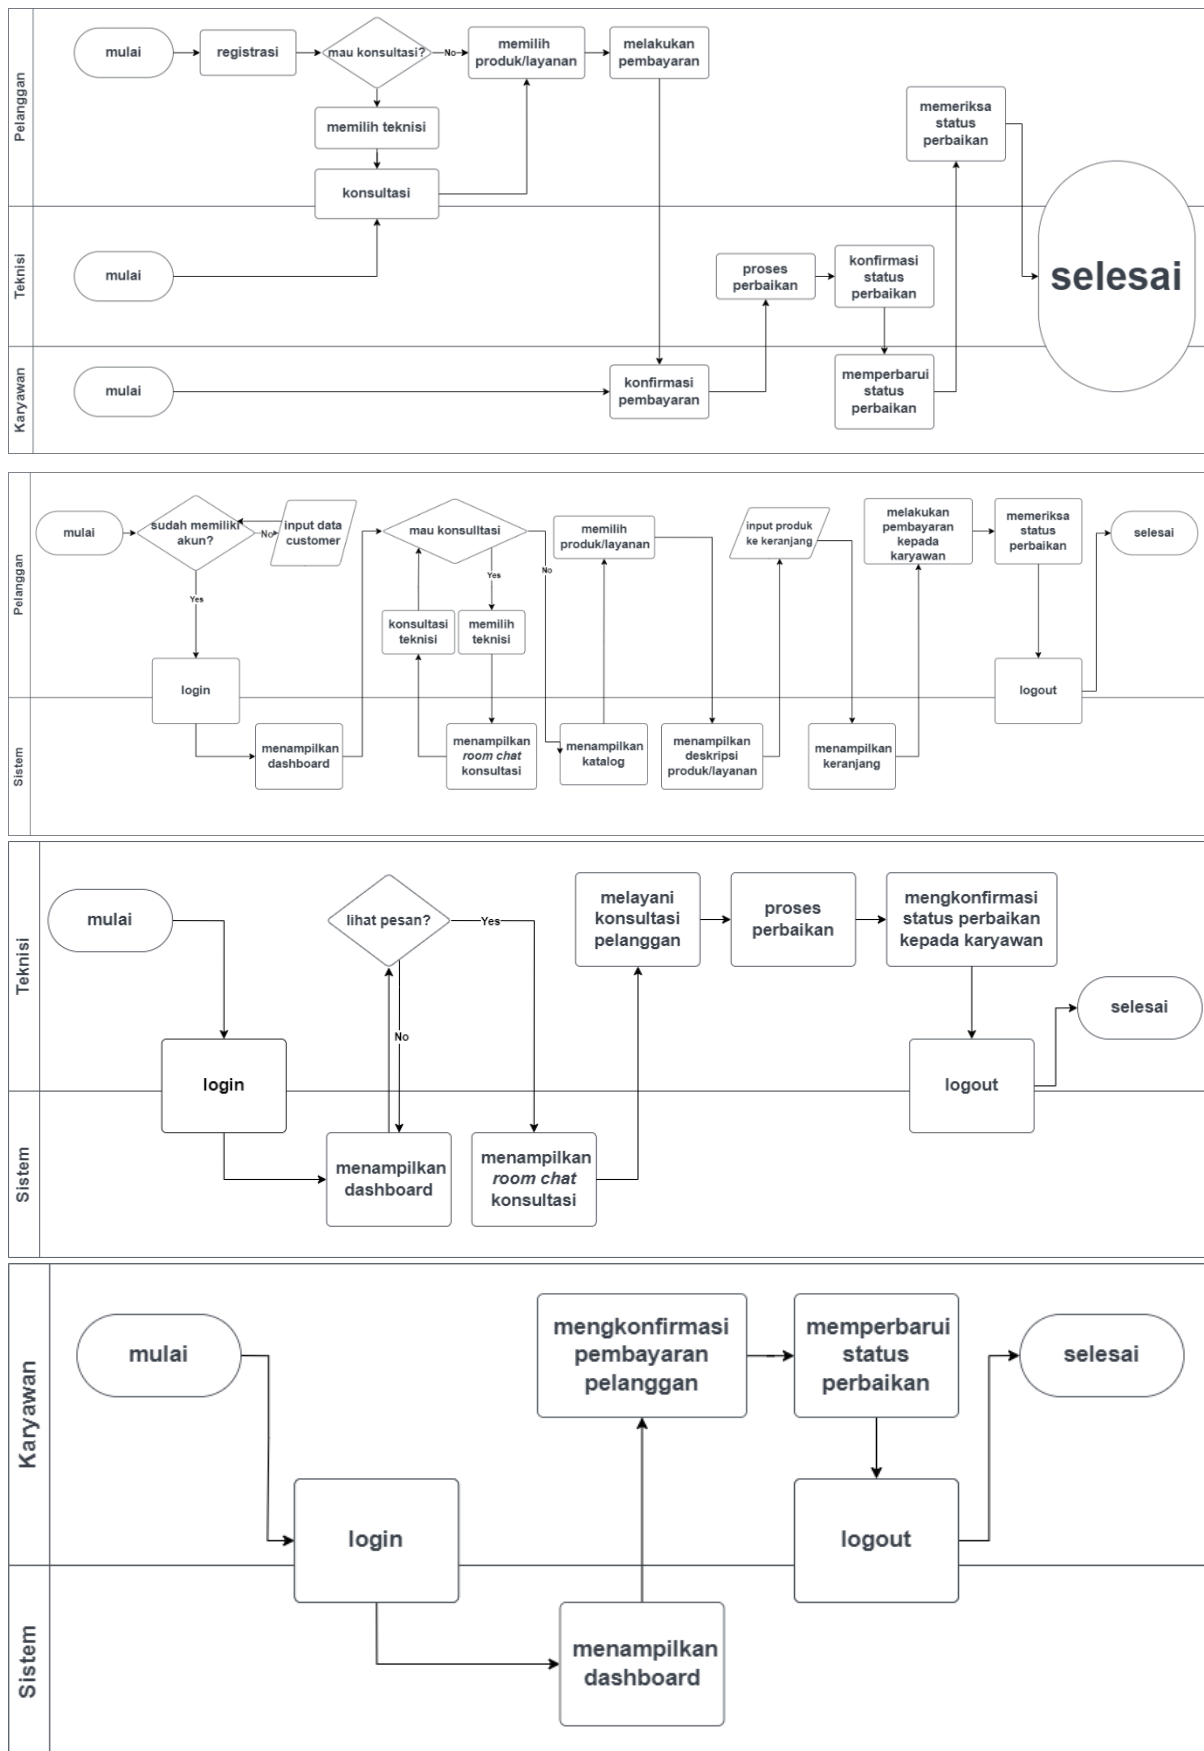 Pelanggan
mulai
registrasi
mau konsultasi?
No
memilih
produk/layanan
melakukan
pembayaran
memilih teknisi
konsultasi
memeriksa
status
perbaikan
Teknisi
mulai
proses
perbaikan
konfirmasi
status
perbaikan
selesai
Karyawan
mulai
konfirmasi
pembayaran
memperbarui
status
perbaikan
Pelanggan
mulai
sudah memiliki
akun?
No
input data
customer
Yes
login
mau konsulltasi
Yes
No
konsultasi
teknisi
memilih
teknisi
memilih
produk/layanan
input produk
ke keranjang
melakukan
pembayaran
kepada
karyawan
memeriksa
status
perbaikan
selesai
logout
Sistem
menampilkan
dashboard
menampilkan
room chat
konsultasi
menampilkan
katalog
menampilkan
deskripsi
produk/layanan
menampilkan
keranjang
Teknisi
mulai
lihat pesan?
Yes
No
melayani
konsultasi
pelanggan
proses
perbaikan
mengkonfirmasi
status perbaikan
kepada karyawan
selesai
login
logout
Sistem
menampilkan
dashboard
menampilkan
room chat
konsultasi
Karyawan
mulai
mengkonfirmasi
pembayaran
pelanggan
memperbarui
status
perbaikan
selesai
login
logout
Sistem
menampilkan
dashboard